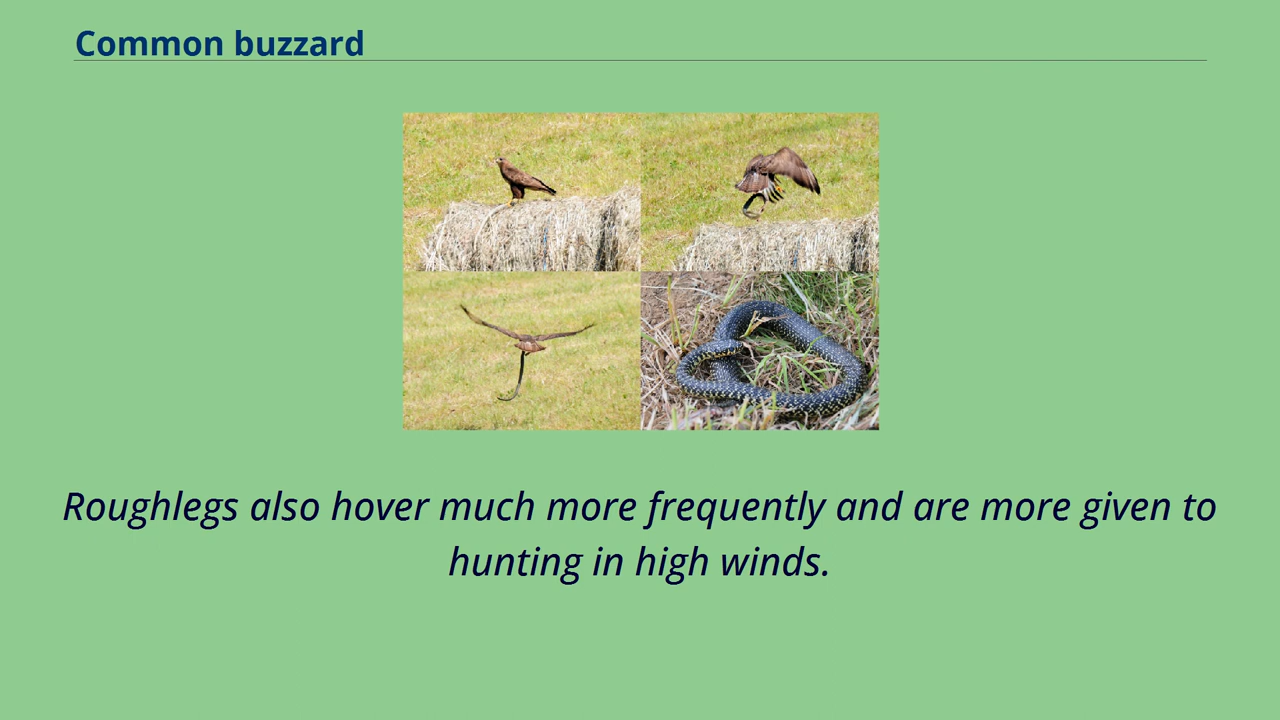 Common buzzard
Roughlegs also hover much more frequently and are more given to
hunting in high winds.